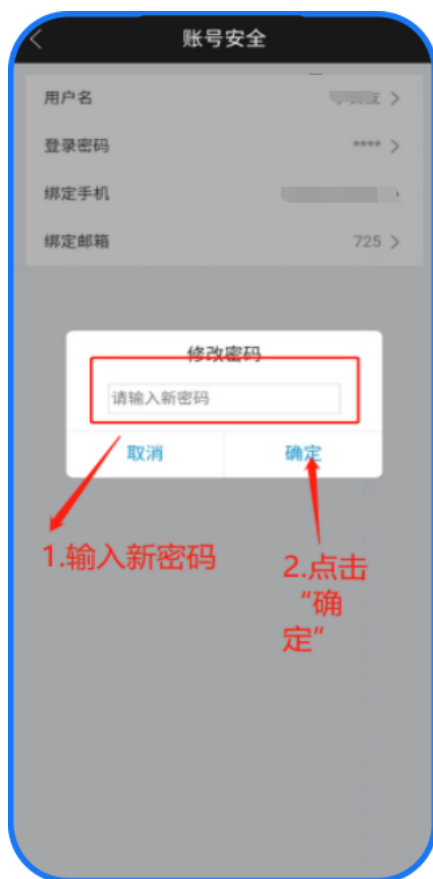 账号安全
用户名
登录密码 ****
绑定手机
绑定邮箱 725
修改密码
请输入新密码
取消 确定
1.输入新密码
2.点击
“确
定”